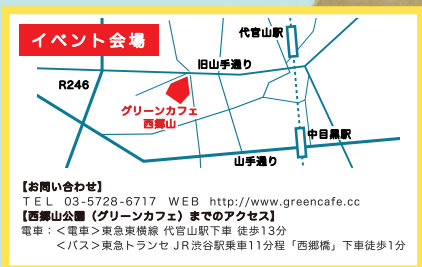 イベント会場
代官山駅
旧山手通り
R246
グリーンカフェ
西郷山
中目黒駅
山手通り
【お問い合わせ】
TEL 03-5728-6717 WEB http://www.greencafe.cc
【西郷山公園（グリーンカフェ）までのアクセス】
電車：＜電車＞東急東横線 代官山駅下車 徒歩13分
＜バス＞東急トランセ JR渋谷駅乗車11分程「西郷橋」下車徒歩1分